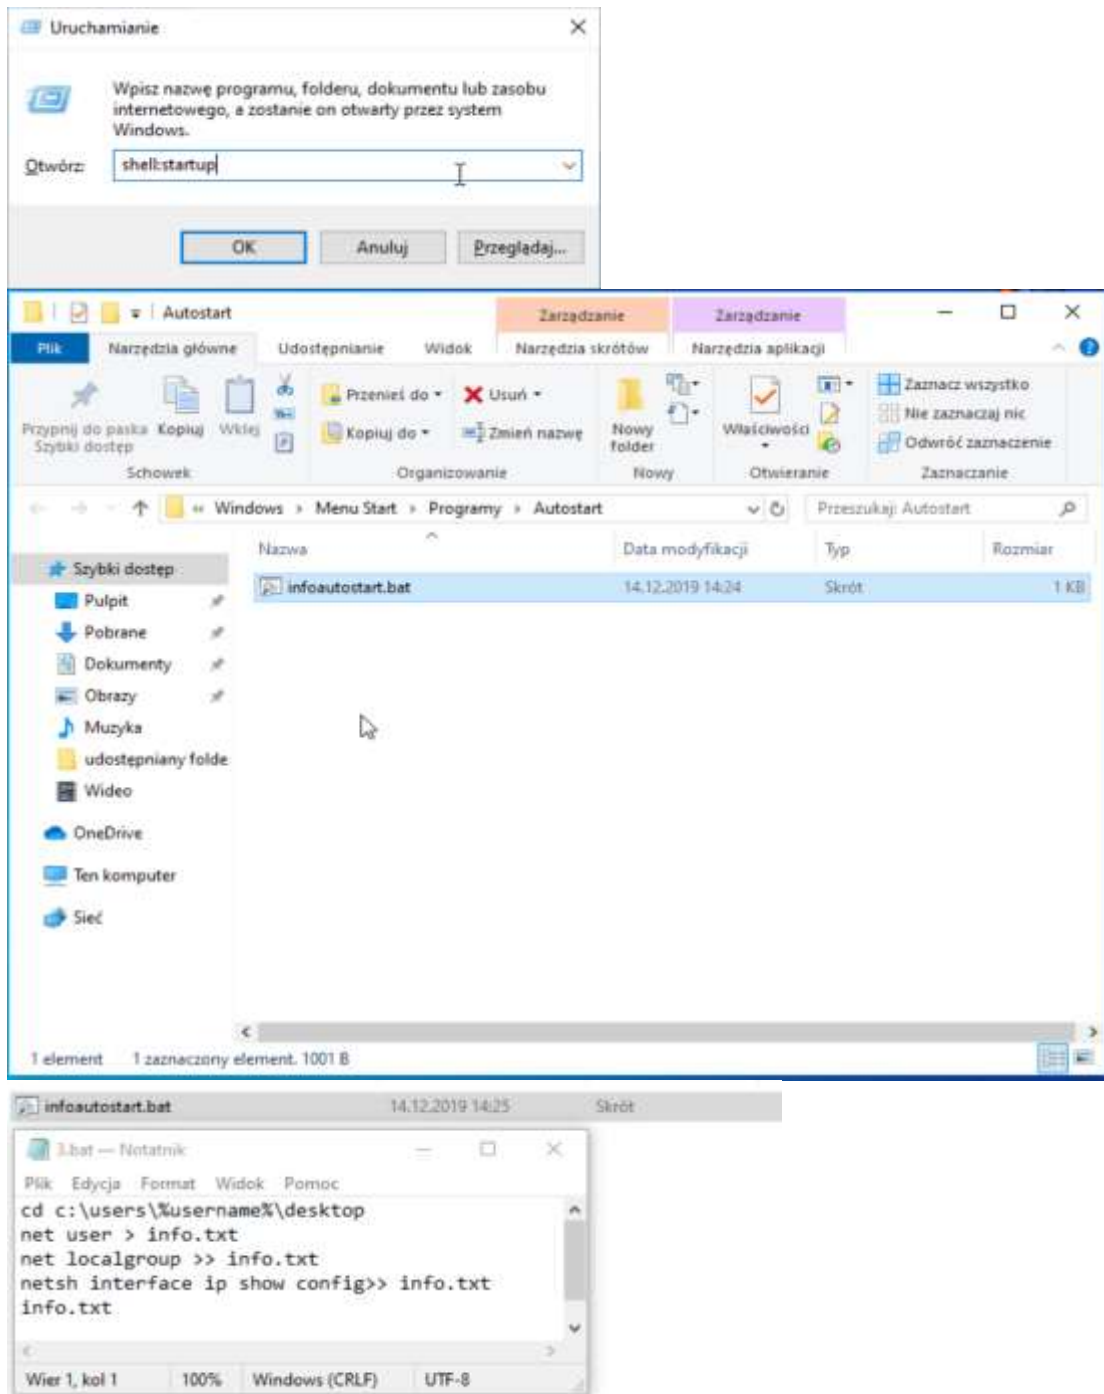 Uruchamianie
Wpisz nazwę programu, folderu, dokumentu lub zasobu
internetowego, a zostanie on otwarty przez system
Windows.
Otwórz: shell:startup
OK Anuluj Przeglądaj...
Autostart Zarządzanie Zarządzanie
Plik Narzędzia główne Udostępnianie Widok Narzędzia skrótów Narzędzia aplikacji
Przypnij do paska Szybki dostęp
Kopiuj
Wklej
Schowek
Przenieś do
Kopiuj do
Usuń
Zmień nazwę
Organizowanie
Nowy folder
Nowy
Właściwości
Otwieranie
Zaznacz wszystko
Nie zaznaczaj nic
Odwróć zaznaczenie
Zaznaczanie
« Windows > Menu Start > Programy > Autostart
Przeszukaj: Autostart
Nazwa Data modyfikacji Typ Rozmiar
infoautostart.bat 14.12.2019 14:24 Skrót 1 KB
Szybki dostęp
Pulpit
Pobrane
Dokumenty
Obrazy
Muzyka
udostępniany folde
Wideo
OneDrive
Ten komputer
Sieć
1 element 1 zaznaczony element. 1001 B
infoautostart.bat 14.12.2019 14:25 Skrót
3.bat — Notatnik
Plik Edycja Format Widok Pomoc
cd c:\users\%username%\desktop
net user > info.txt
net localgroup >> info.txt
netsh interface ip show config>> info.txt
info.txt
Wier 1, kol 1 100% Windows (CRLF) UTF-8